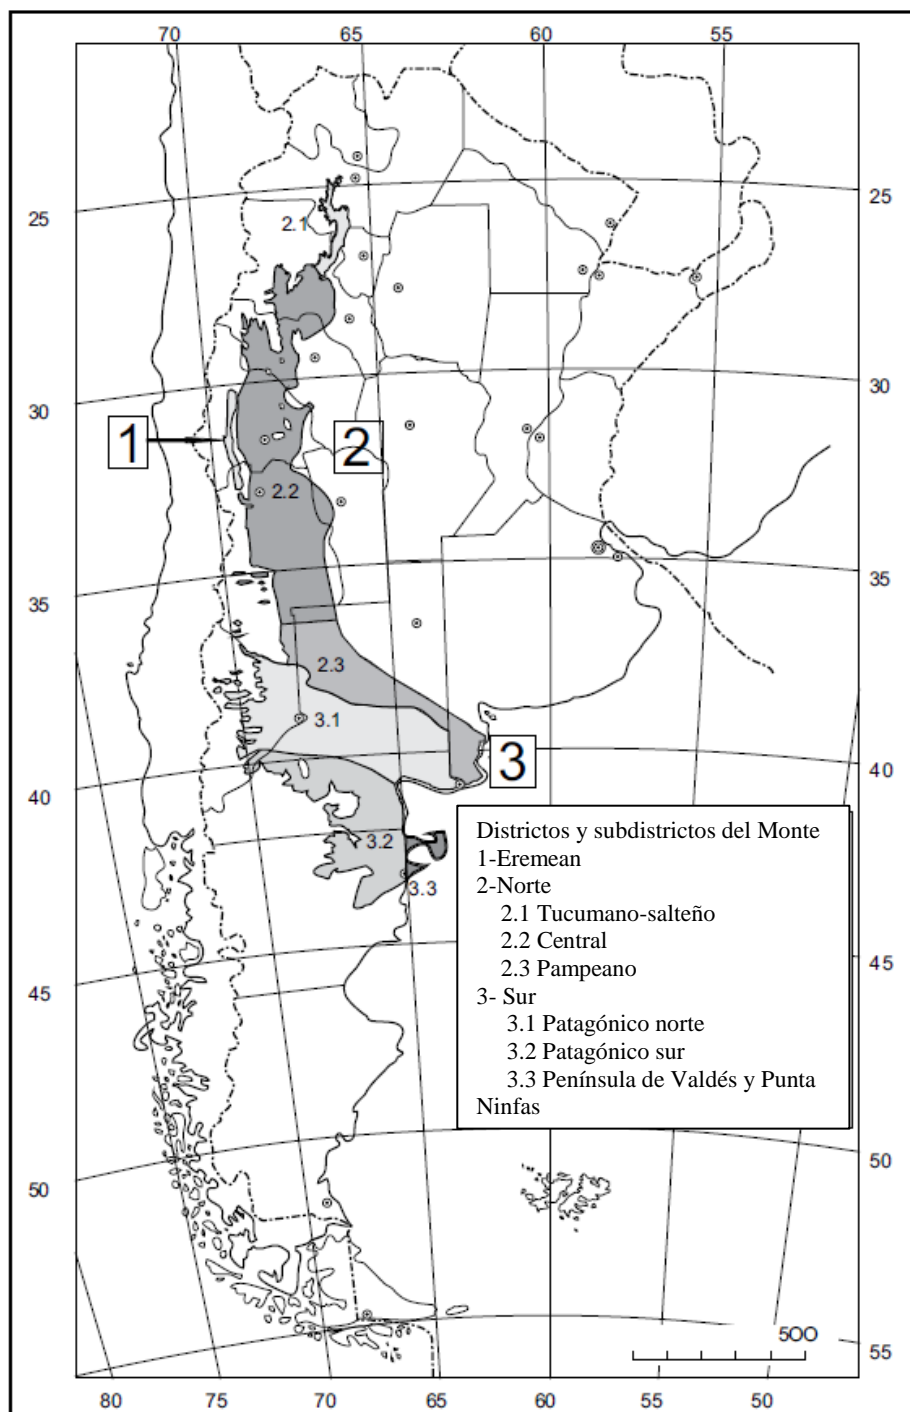 70 65 60 55
25 25
2.1
30 30
1 2
2.2
35 35
2.3
3.1
3
40 40
3.2
3.3
Districtos y subdistrictos del Monte
1-Eremean
2-Norte
2.1 Tucumano-salteño
2.2 Central
2.3 Pampeano
3- Sur
3.1 Patagónico norte
3.2 Patagónico sur
3.3 Península de Valdés y Punta
Ninfas
45 45
50 50
500
55
80 75 70 65 60 55 50